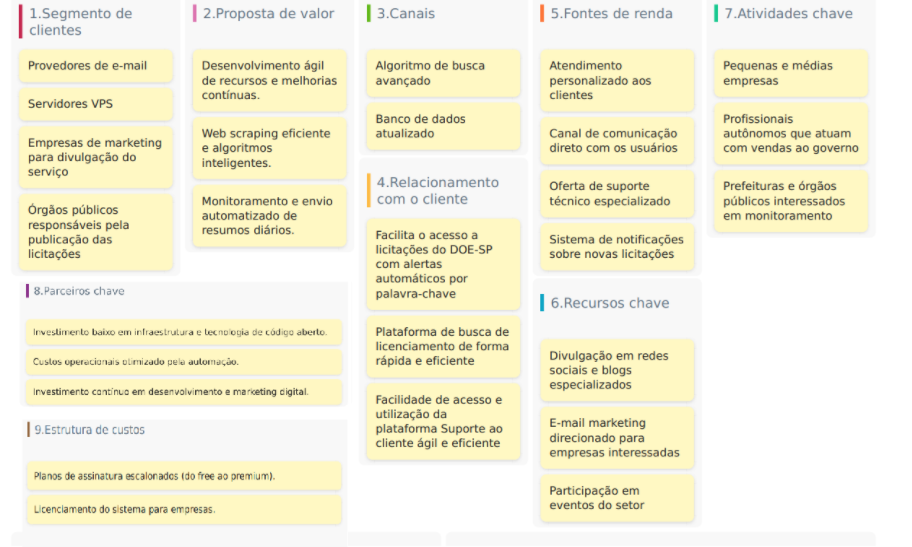 1.Segmento de
clientes
Provedores de e-mail
Servidores VPS
Empresas de marketing
para divulgação do
serviço
Órgãos públicos
responsáveis pela
publicação das
licitações
2.Proposta de valor
Desenvolvimento ágil
de recursos e melhorias
contínuas.
Web scraping eficiente
e algoritmos
inteligentes.
Monitoramento e envio
automatizado de
resumos diários.
3.Canais
Algoritmo de busca
avançado
Banco de dados
atualizado
4.Relacionamento
com o cliente
Facilita o acesso a
licitações do DOE-SP
com alertas
automáticos por
palavra-chave
Plataforma de busca de
licenciamento de forma
rápida e eficiente
Facilidade de acesso e
utilização da
plataforma Suporte ao
cliente ágil e eficiente
5.Fontes de renda
Atendimento
personalizado aos
clientes
Canal de comunicação
direto com os usuários
Oferta de suporte
técnico especializado
Sistema de notificações
sobre novas licitações
6.Recursos chave
Divulgação em redes
sociais e blogs
especializados
E-mail marketing
direcionado para
empresas interessadas
Participação em
eventos do setor
7.Atividades chave
Pequenas e médias
empresas
Profissionais
autônomos que atuam
com vendas ao governo
Prefeituras e órgãos
públicos interessados
em monitoramento
8.Parceiros chave
Investimento baixo em infraestrutura e tecnologia de código aberto.
Custos operacionais otimizado pela automação.
Investimento contínuo em desenvolvimento e marketing digital.
9.Estrutura de custos
Planos de assinatura escalonados (do free ao premium).
Licenciamento do sistema para empresas.